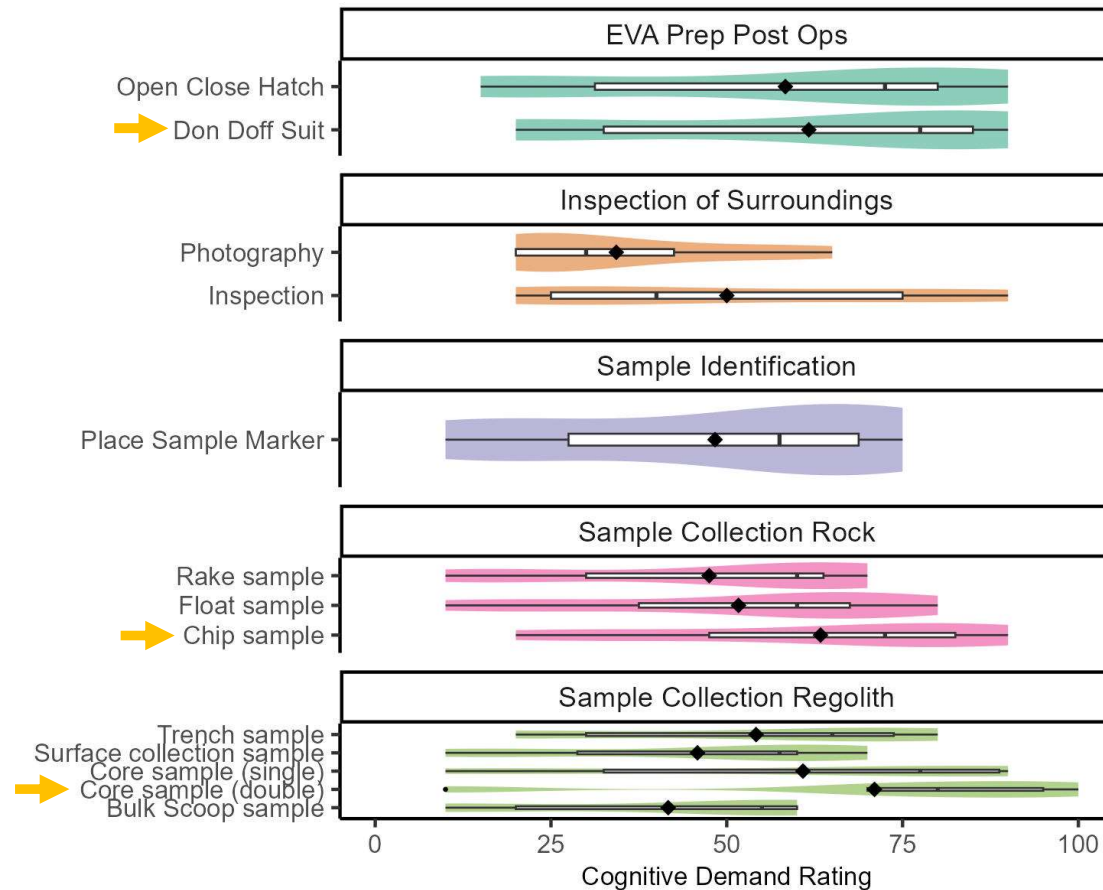 EVA Prep Post Ops
Open Close Hatch
Don Doff Suit
Inspection of Surroundings
Photography
Inspection
Sample Identification
Place Sample Marker
Sample Collection Rock
Rake sample
Float sample
Chip sample
Sample Collection Regolith
Trench sample
Surface collection sample
Core sample (single)
Core sample (double)
Bulk Scoop sample
0 25 50 75 100
Cognitive Demand Rating